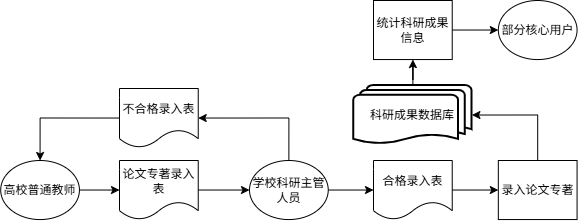 统计科研成果
信息
部分核心用户
不合格录入表
科研成果数据库
高校普通教师
论文专著录入
表
学校科研主管
人员
合格录入表
录入论文专著